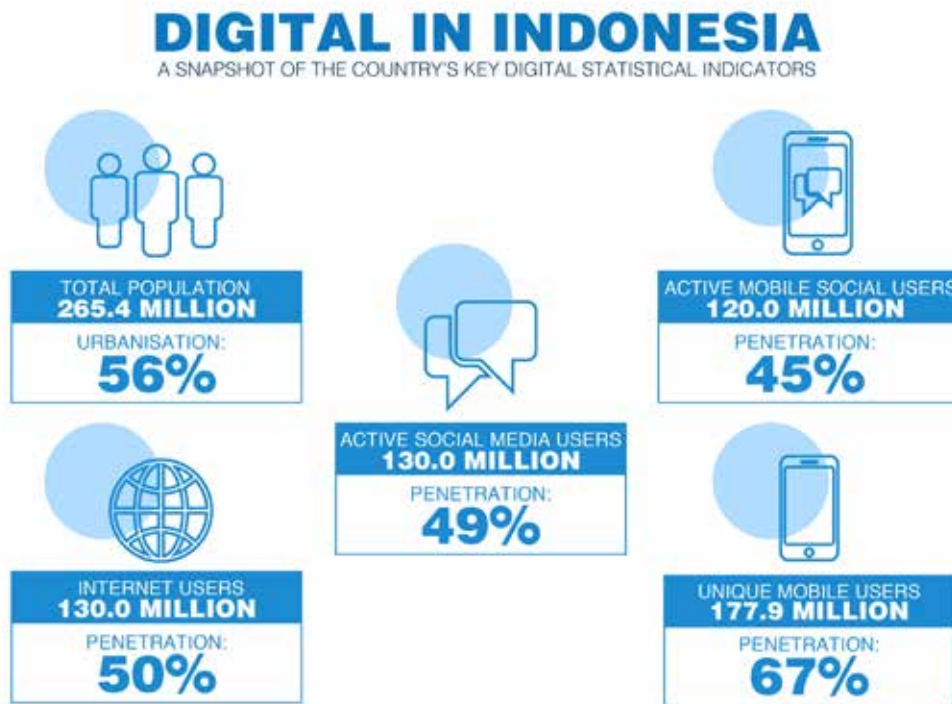 DIGITAL IN INDONESIA
A SNAPSHOT OF THE COUNTRY'S KEY DIGITAL STATISTICAL INDICATORS
TOTAL POPULATION
265.4 MILLION
URBANISATION:
56%
INTERNET USERS
130.0 MILLION
PENETRATION:
50%
ACTIVE SOCIAL MEDIA USERS
130.0 MILLION
PENETRATION:
49%
ACTIVE MOBILE SOCIAL USERS
120.0 MILLION
PENETRATION:
45%
UNIQUE MOBILE USERS
177.9 MILLION
PENETRATION:
67%